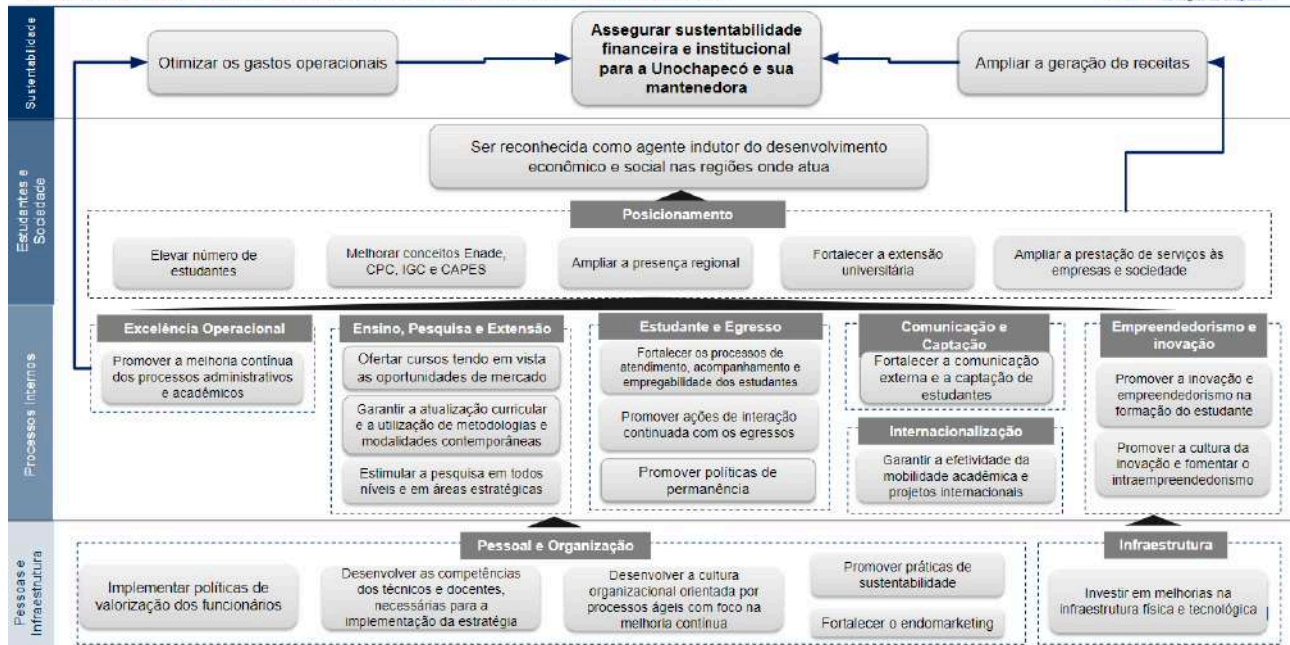 Sustentabilidade
Otimizar os gastos operacionais
Assegurar sustentabilidade
financeira e institucional
para a Unochapecó e sua
mantenedora
Ampliar a geração de receitas
Estudantes e
Sociedade
Ser reconhecida como agente indutor do desenvolvimento
econômico e social nas regiões onde atua
Posicionamento
Elevar número de
estudantes
Melhorar conceitos Enade,
CPC, IGC e CAPES
Ampliar a presença regional
Fortalecer a extensão
universitária
Ampliar a prestação de serviços às
empresas e sociedade
Processos Internos
Excelência Operacional
Promover a melhoria contínua
dos processos administrativos
e acadêmicos
Ensino, Pesquisa e Extensão
Ofertar cursos tendo em vista
as oportunidades de mercado
Garantir a atualização curricular
e a utilização de metodologias e
modalidades contemporâneas
Estimular a pesquisa em todos
níveis e em áreas estratégicas
Estudante e Egresso
Fortalecer os processos de
atendimento, acompanhamento e
empregabilidade dos estudantes
Promover ações de interação
continuada com os egressos
Promover políticas de
permanência
Comunicação e
Captação
Fortalecer a comunicação
externa e a captação de
estudantes
Internacionalização
Garantir a efetividade da
mobilidade acadêmica e
projetos internacionais
Empreendedorismo e
inovação
Promover a inovação e
empreendedorismo na
formação do estudante
Promover a cultura da
inovação e fomentar o
intraempreendedorismo
Pessoas e
Infraestrutura
Pessoal e Organização
Implementar políticas de
valorização dos funcionários
Desenvolver as competências
dos técnicos e docentes,
necessárias para a
implementação da estratégia
Desenvolver a cultura
organizacional orientada por
processos ágeis com foco na
melhoria contínua
Promover práticas de
sustentabilidade
Fortalecer o endomarketing
Infraestrutura
Investir em melhorias na
infraestrutura física e tecnológica